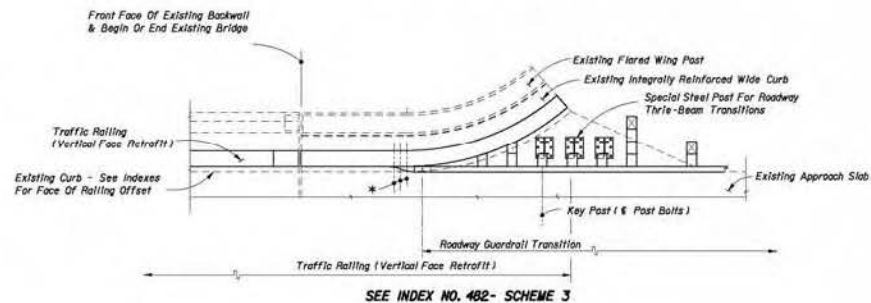 Front Face Of Existing Backwall
& Begin Or End Existing Bridge
Existing Flared Wing Post
Existing Integrally Reinforced Wide Curb
Special Steel Post For Roadway
Thrie-Beam Transitions
Traffic Railing
(Vertical Face Retrofit)
Existing Curb - See Indexes
For Face Of Railing Offset
*
Existing Approach Slab
Key Post (℄ Post Bolts)
Roadway Guardrail Transition
Traffic Railing (Vertical Face Retrofit)
SEE INDEX NO. 482- SCHEME 3